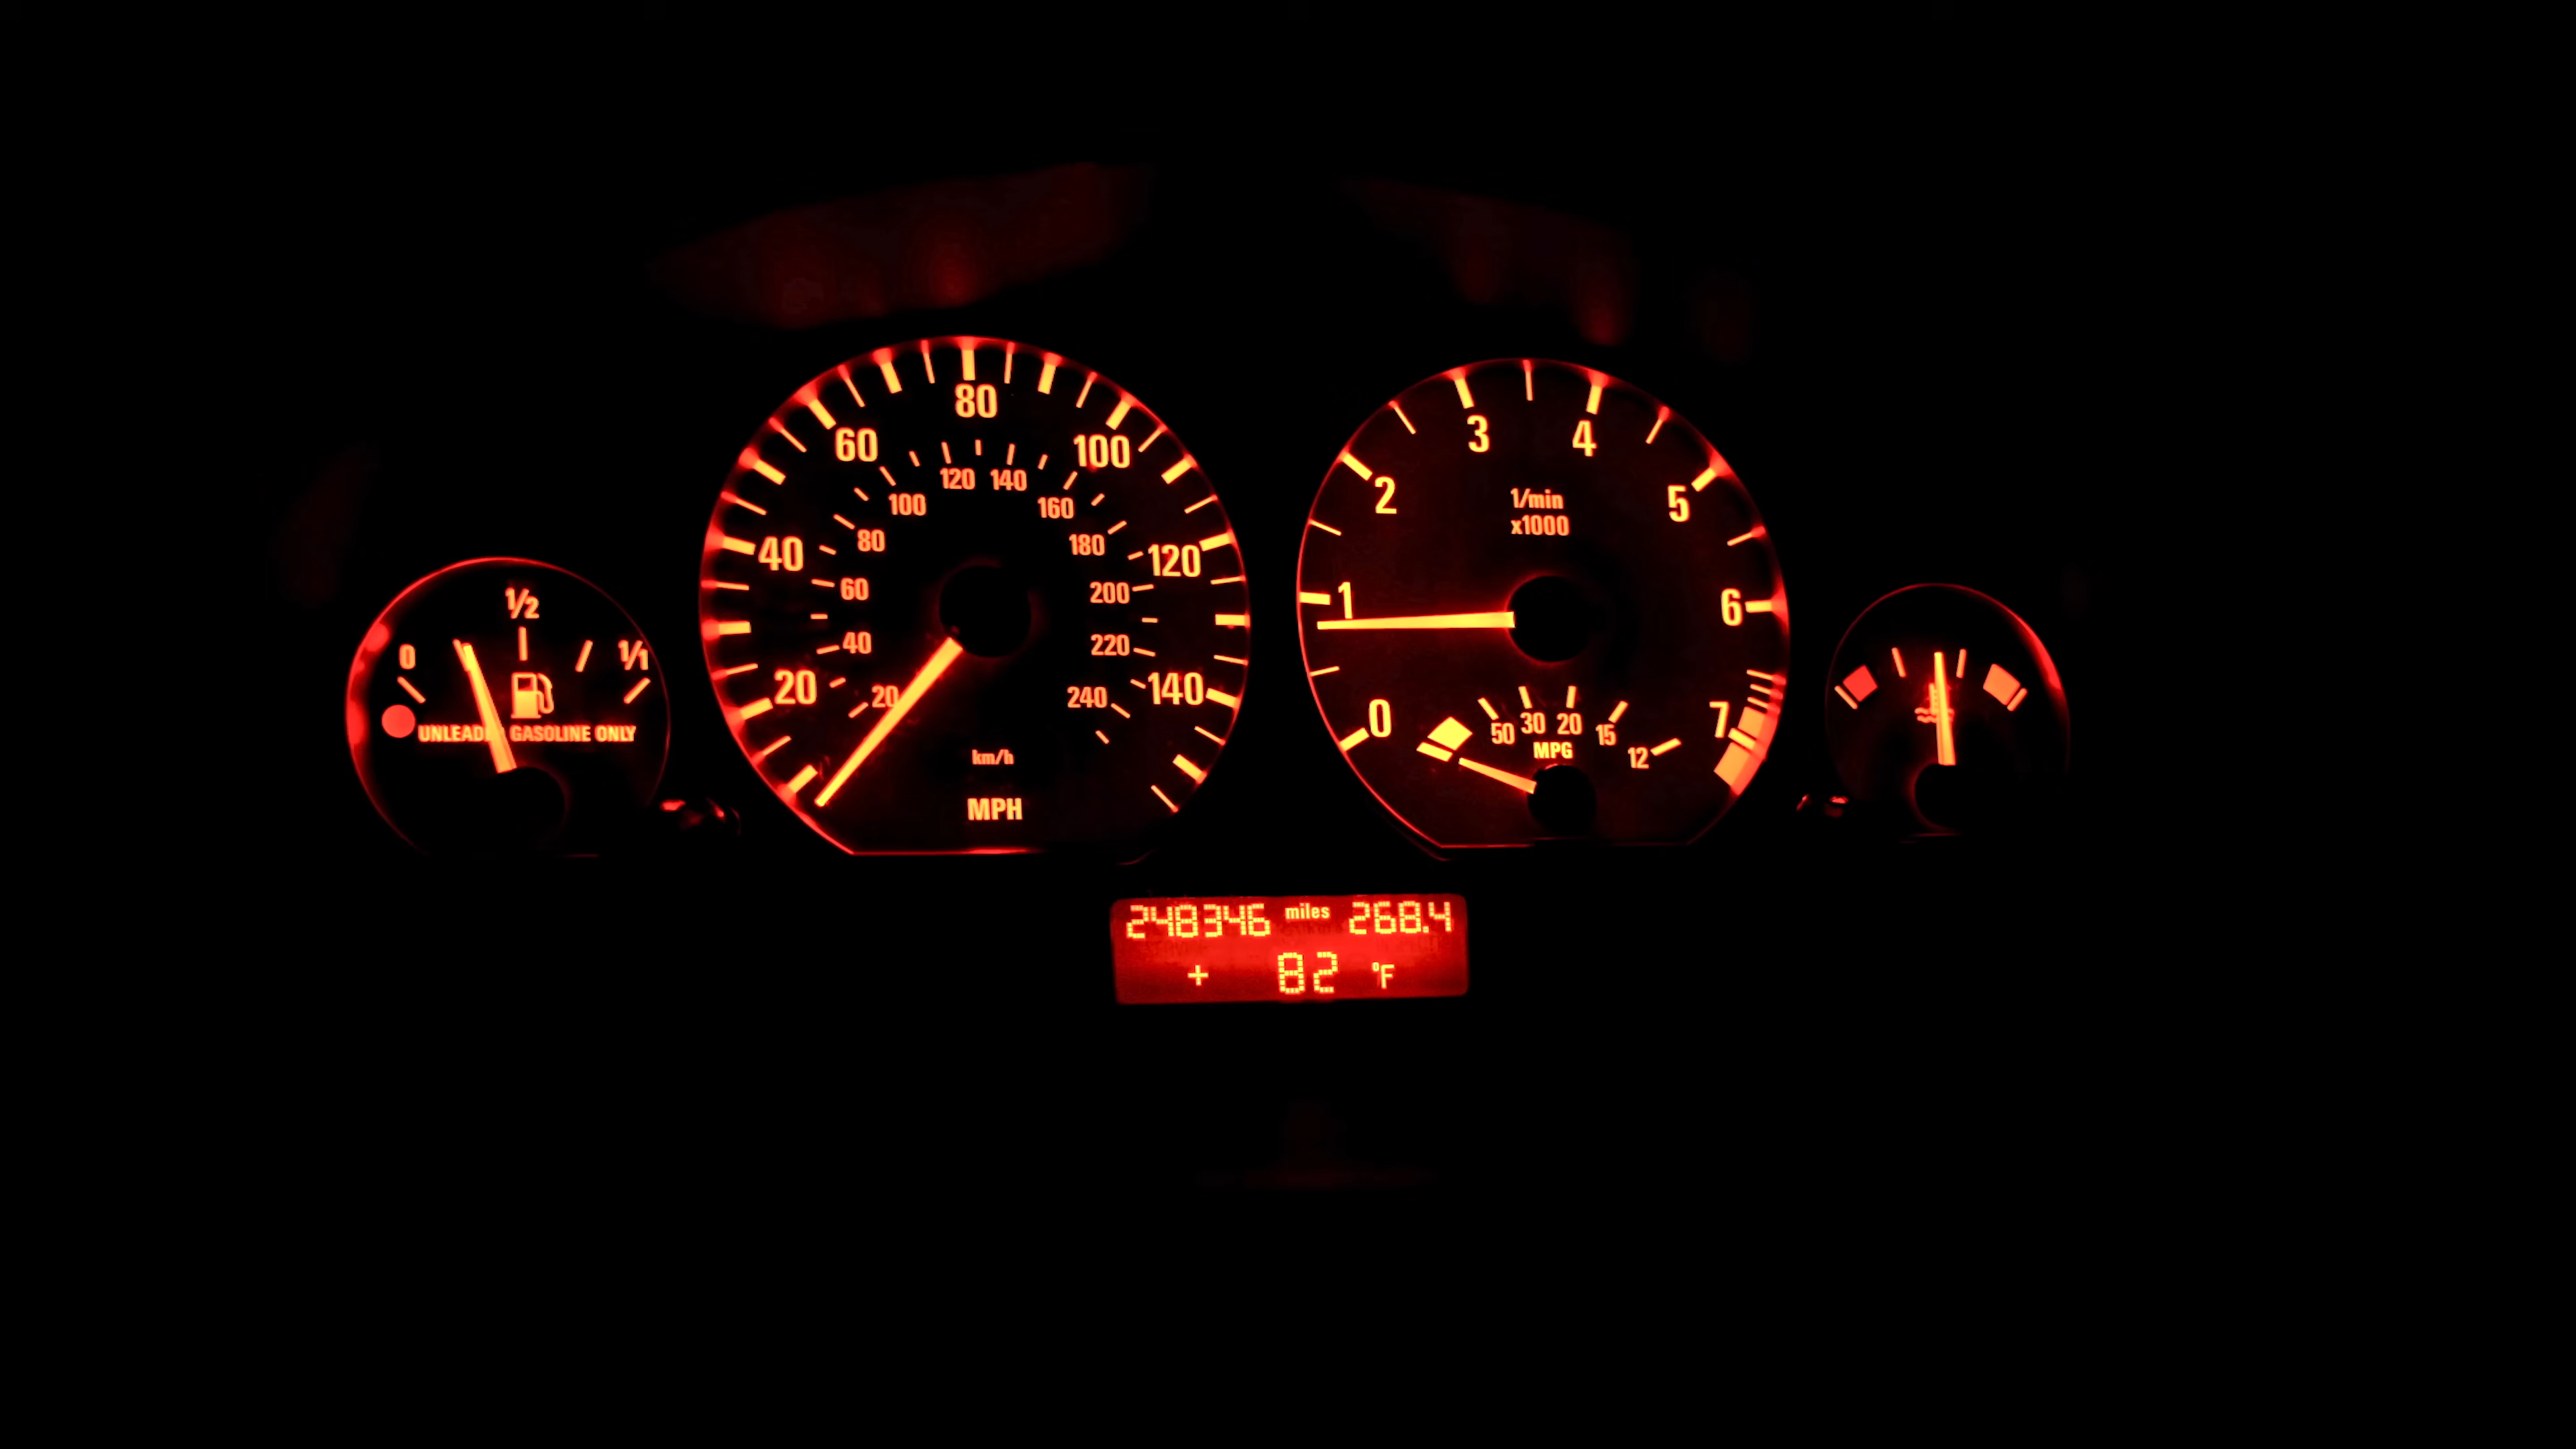 0 1/2 1/1
UNLEADED GASOLINE ONLY
20 40 60 80 100 120 140
20 40 60 80 100 120 140 160 180 200 220 240
km/h
MPH
0 1 2 3 4 5 6 7
1/min
x1000
50 30 20 15 12
MPG
248346 miles 268.4
+ 82 °F